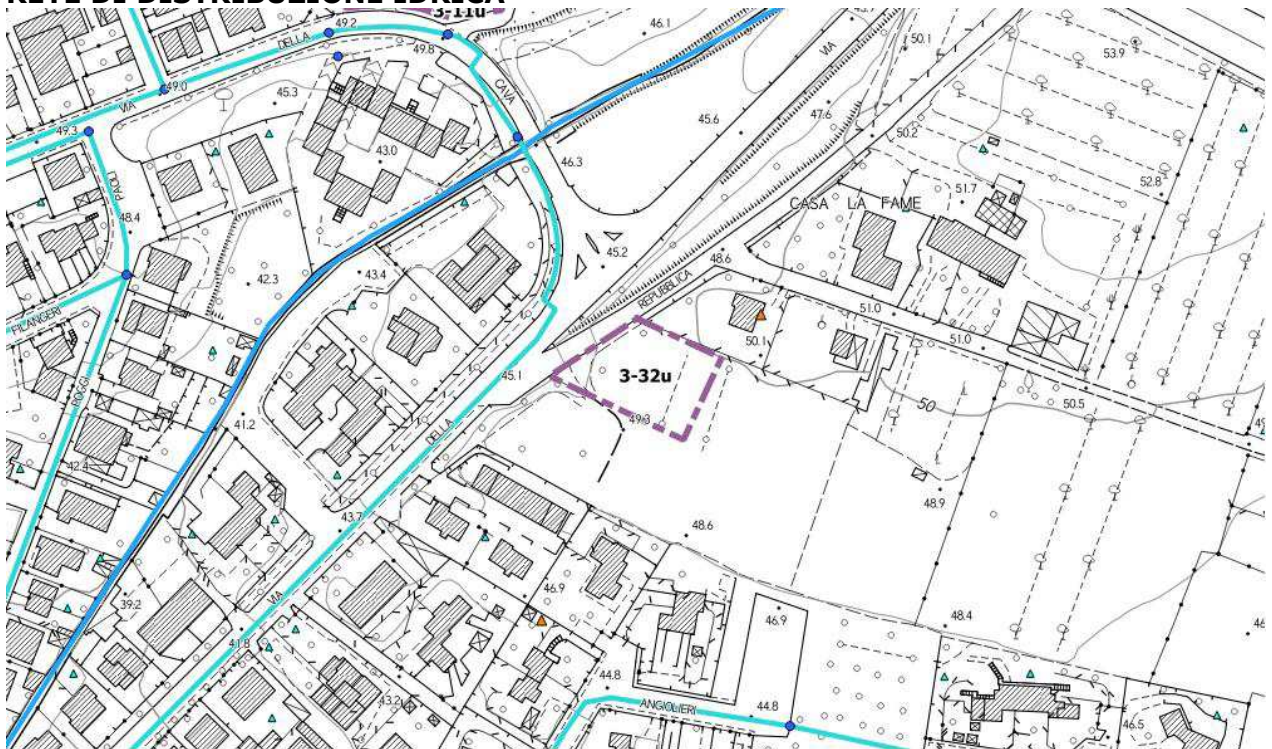 RETE DI DISTRIBUZIONE IDRICA
3-11u
49.2
46.1
DELLA
49.8
VIA
50.1
53.9
49.0
45.3
CAVA
VIA
45.6
47.6
50.2
49.3
43.0
46.3
51.7
52.8
PAOLI
48.4
CASA LA FAME
42.3
43.4
45.2
48.6
REPUBBLICA
51.0
FILANGERI
50.1
51.0
3-32u
45.1
POGGI
50
50.5
49.3
41.2
DELLA
42.4
48.9
43.7
48.6
39.2
VIA
46.9
46.9
48.4
41.8
44.8
43.2
ANGIOLIERI
44.8
46.5